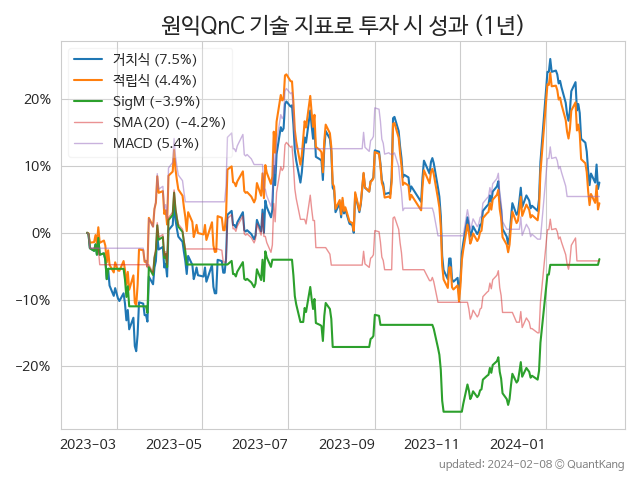 원익QnC 기술 지표로 투자 시 성과 (1년)
거치식 (7.5%)
적립식 (4.4%)
SigM (−3.9%)
SMA(20) (−4.2%)
MACD (5.4%)
20%
10%
0%
−10%
−20%
2023-03 2023-05 2023-07 2023-09 2023-11 2024-01
updated: 2024-02-08 © QuantKang